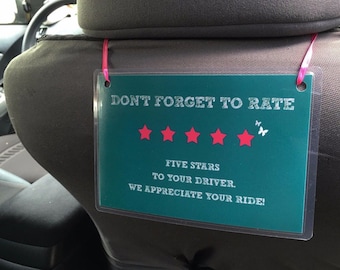 DON'T FORGET TO RATE
FIVE STARS
TO YOUR DRIVER.
WE APPRECIATE YOUR RIDE!